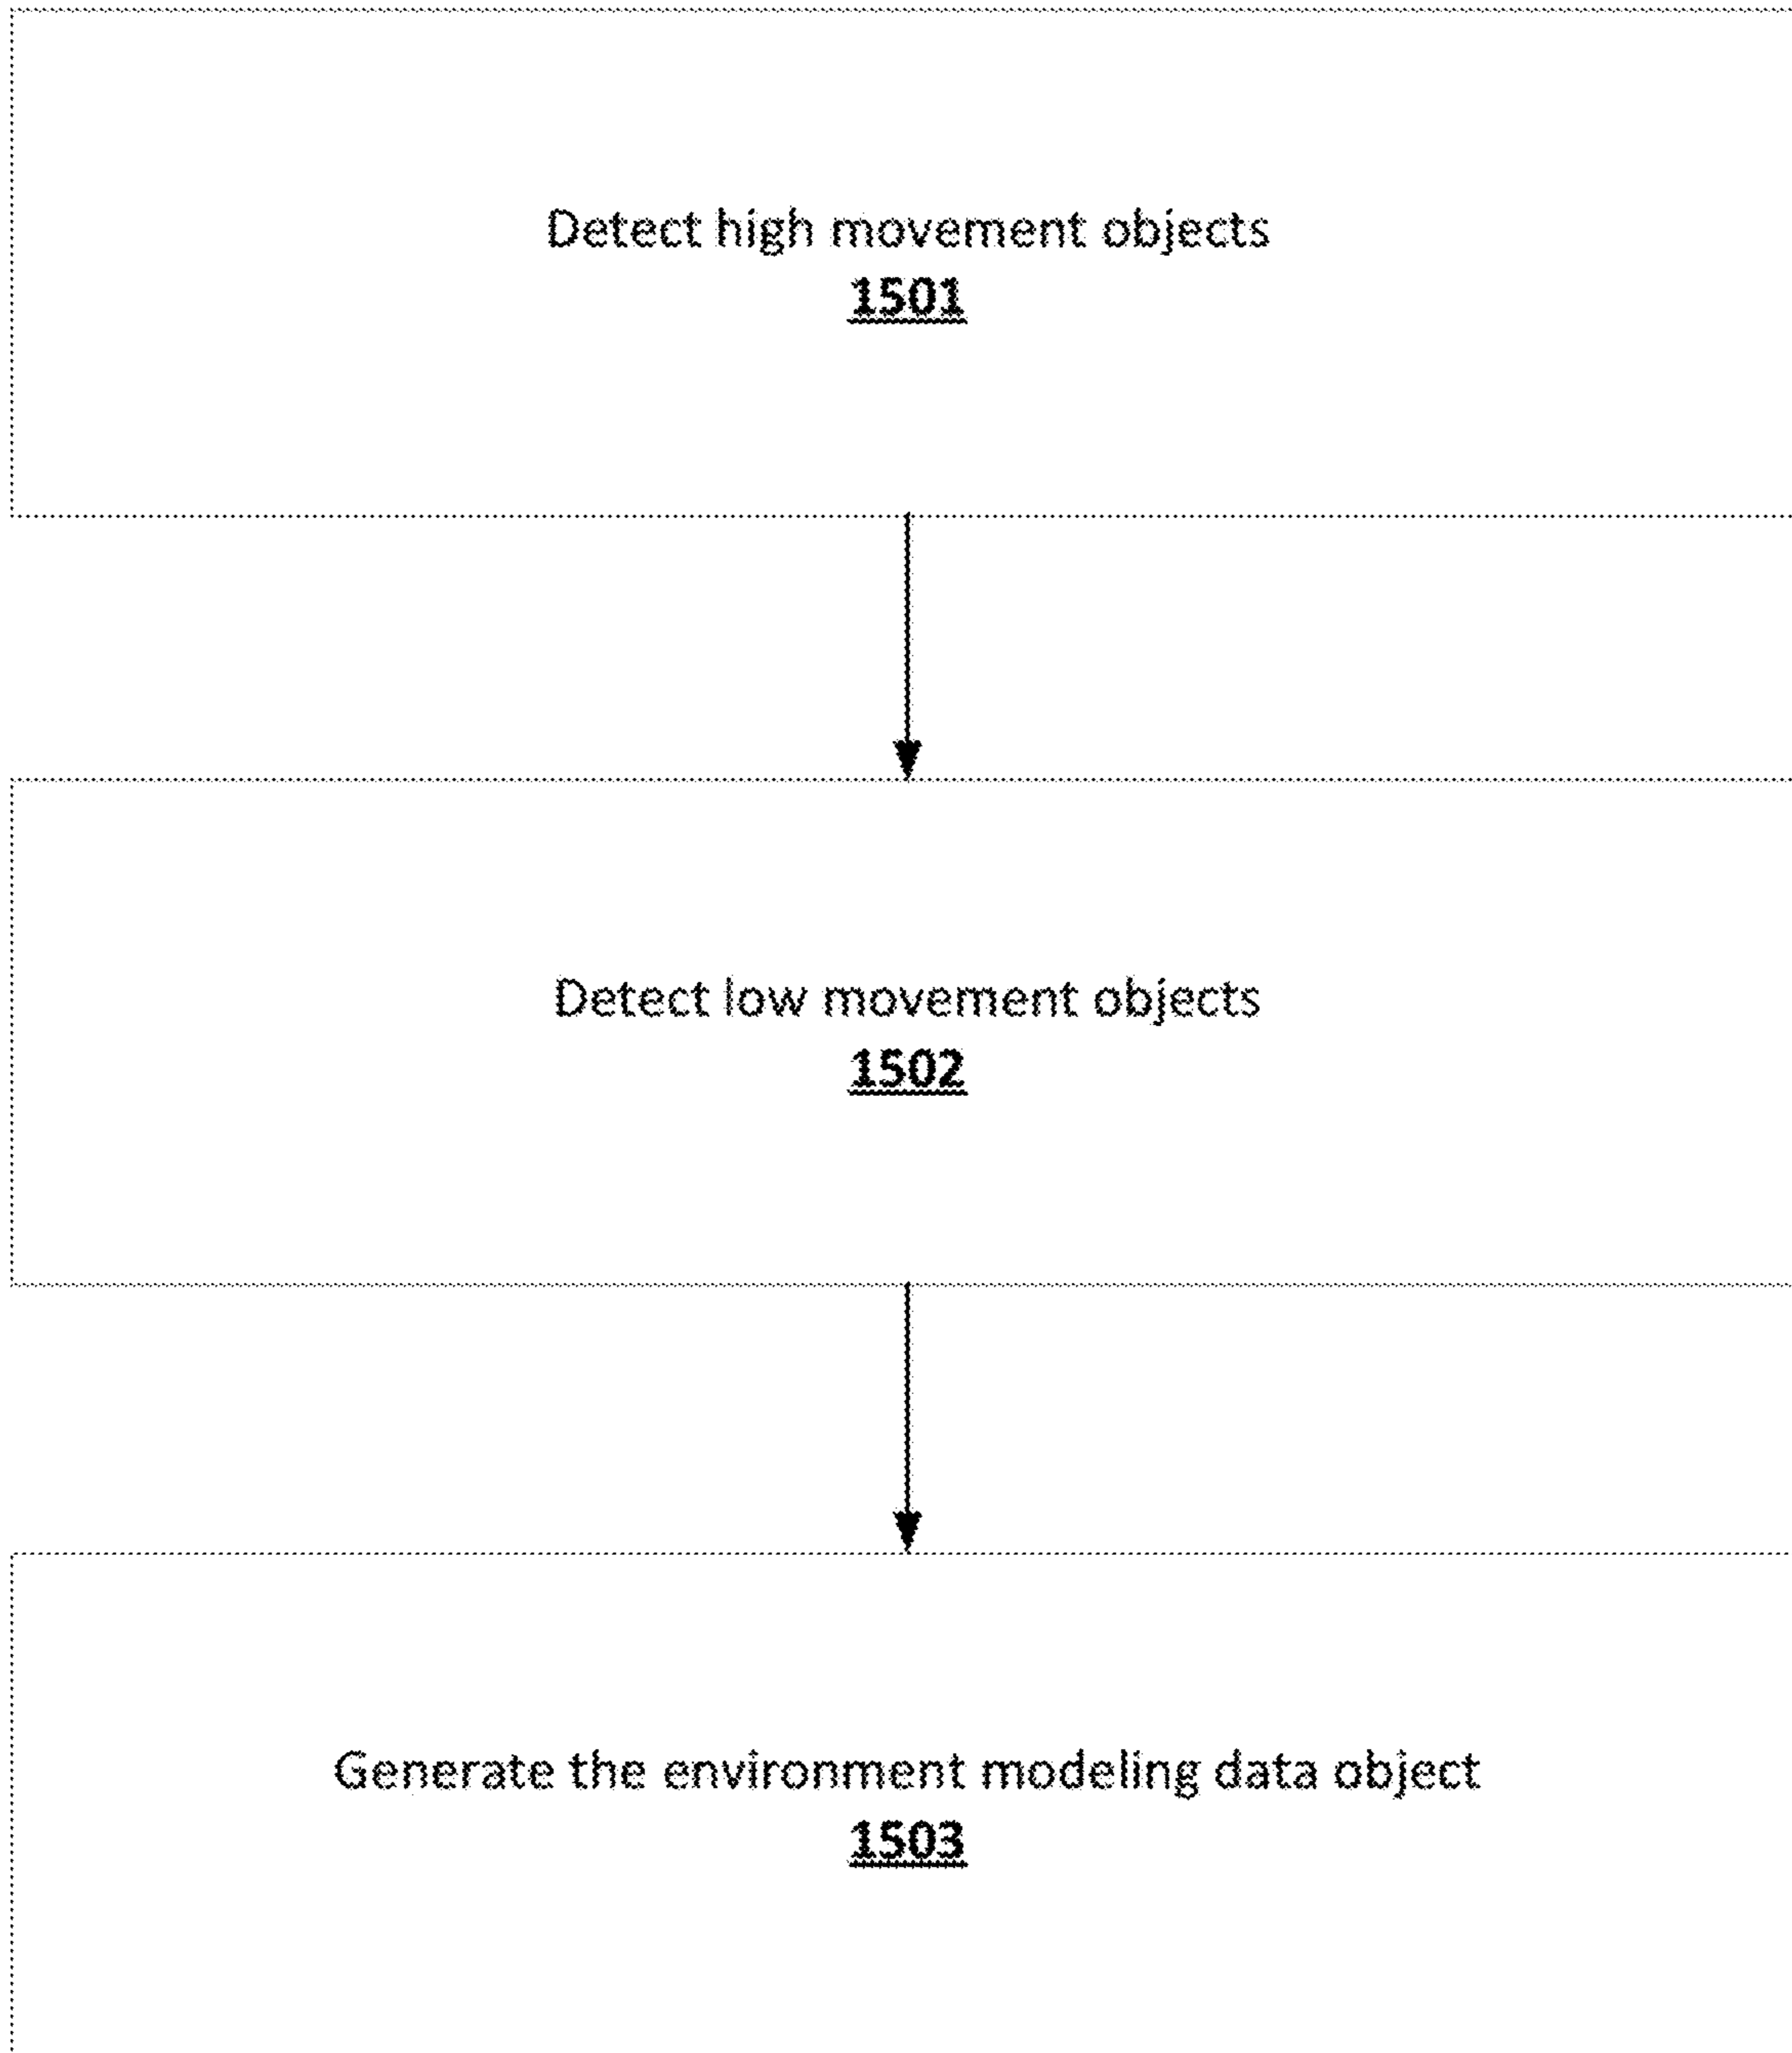 Detect high movement objects
1501
Detect low movement objects
1502
Generate the environment modeling data object
1503